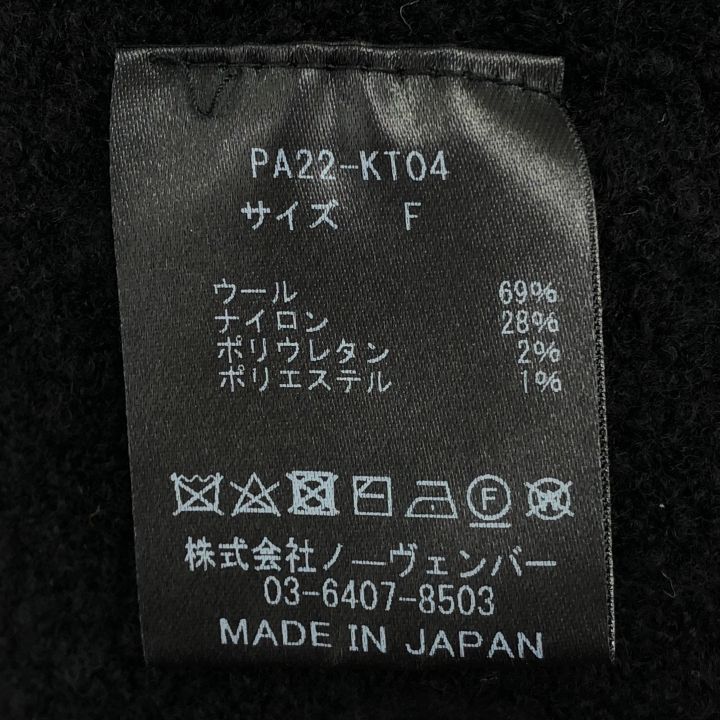 PA22-KT04
サイズ F
ウール 69%
ナイロン 28%
ポリウレタン 2%
ポリエステル 1%
F W
株式会社ノーヴェンバー
03-6407-8503
MADE IN JAPAN